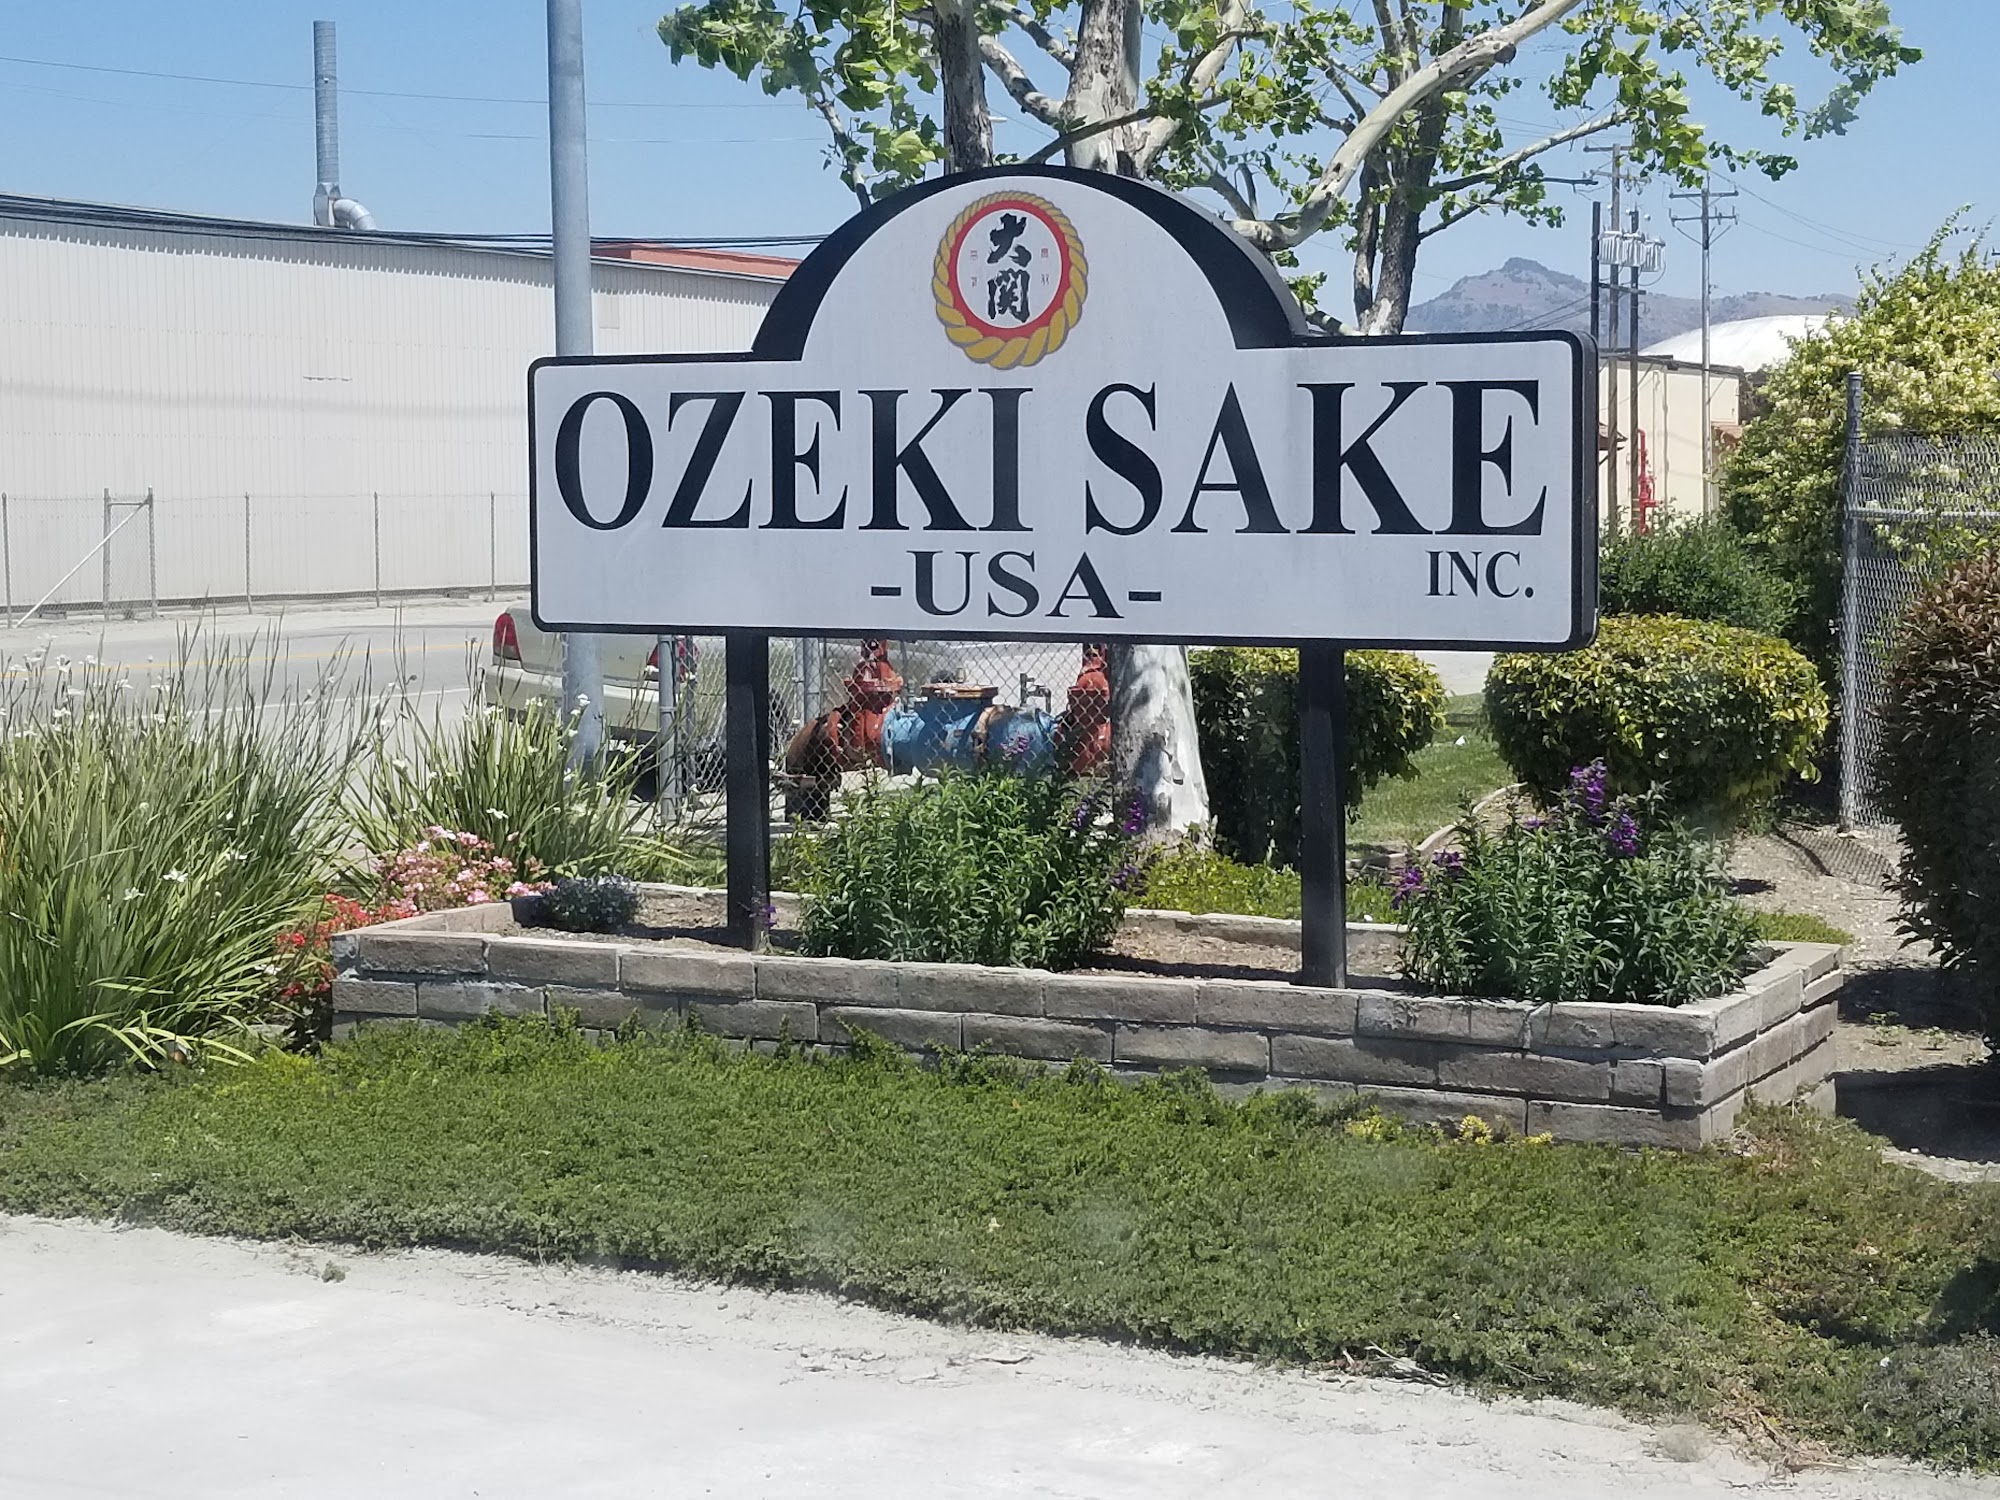 大関
OZEKI SAKE
-USA-
INC.